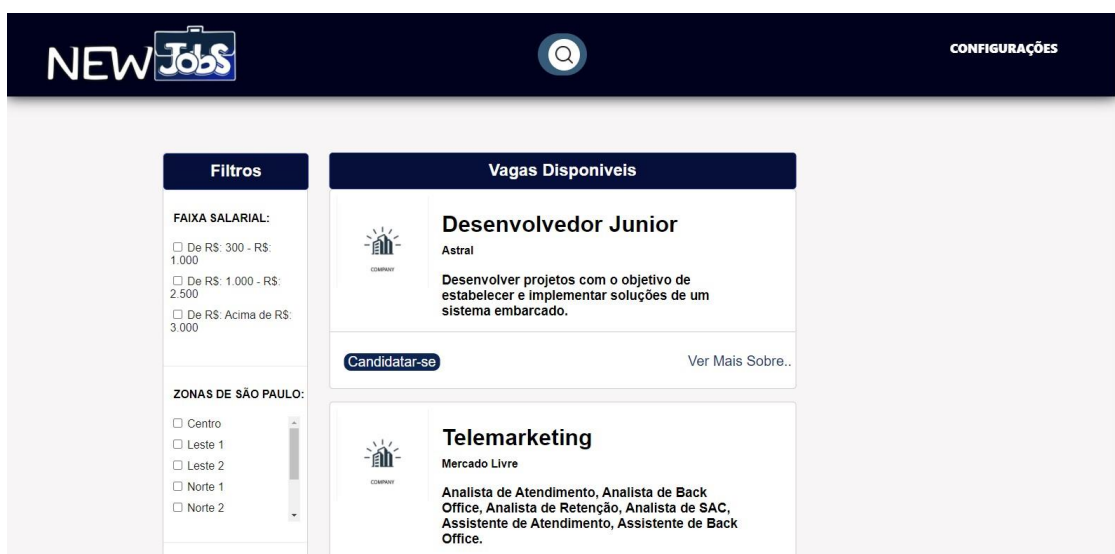 NEW JobS
CONFIGURAÇÕES
Filtros
FAIXA SALARIAL:
De R$: 300 - R$:
1.000
De R$: 1.000 - R$:
2.500
De R$: Acima de R$:
3.000
ZONAS DE SÃO PAULO:
Centro
Leste 1
Leste 2
Norte 1
Norte 2
Vagas Disponiveis
COMPANY
Desenvolvedor Junior
Astral
Desenvolver projetos com o objetivo de
estabelecer e implementar soluções de um
sistema embarcado.
Candidatar-se
Ver Mais Sobre..
COMPANY
Telemarketing
Mercado Livre
Analista de Atendimento, Analista de Back
Office, Analista de Retenção, Analista de SAC,
Assistente de Atendimento, Assistente de Back
Office.